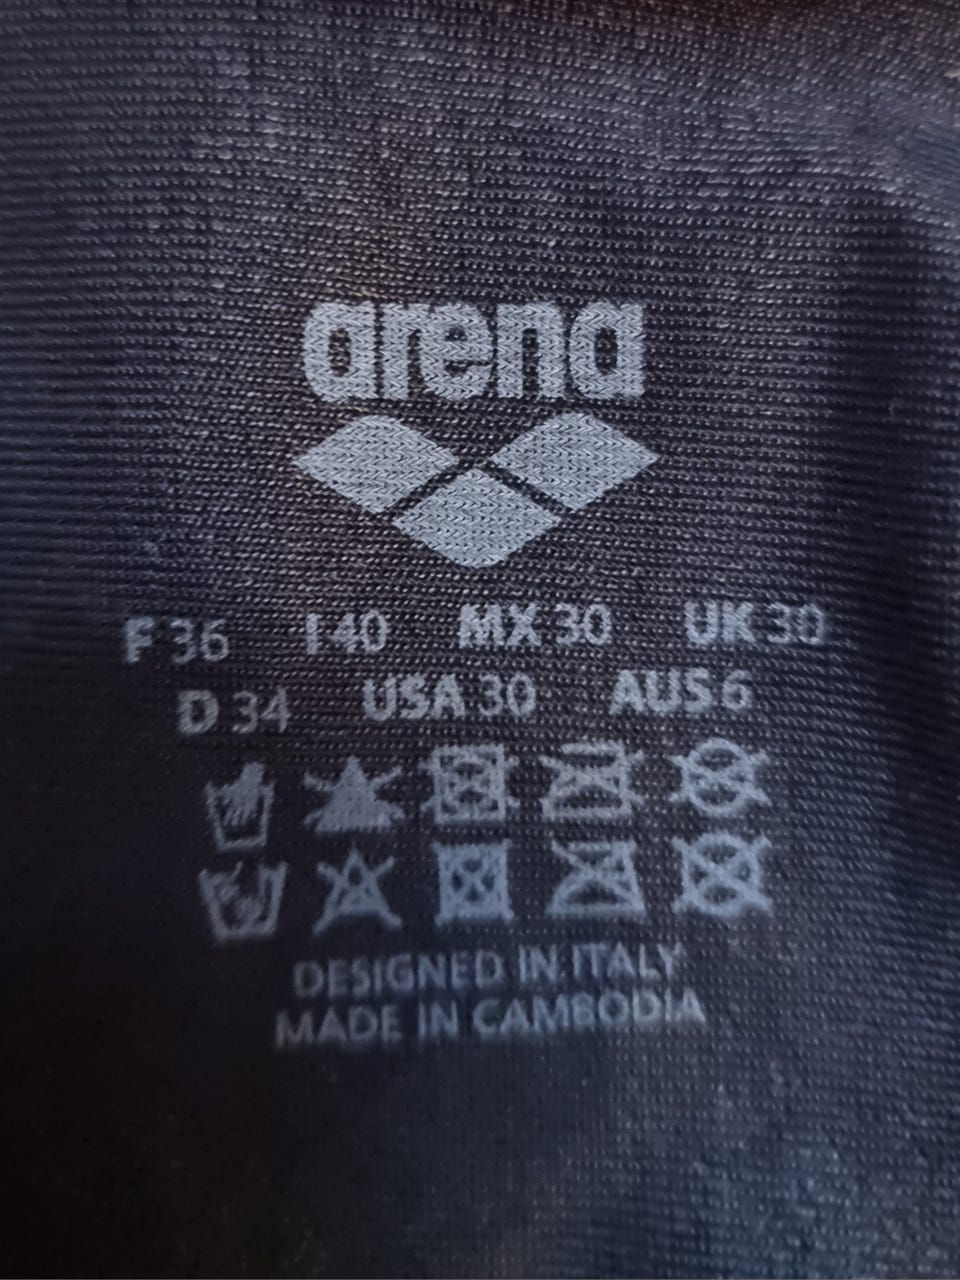 arena
F 36 I 40 MX 30 UK 30
D 34 USA 30 AUS 6
DESIGNED IN ITALY
MADE IN CAMBODIA